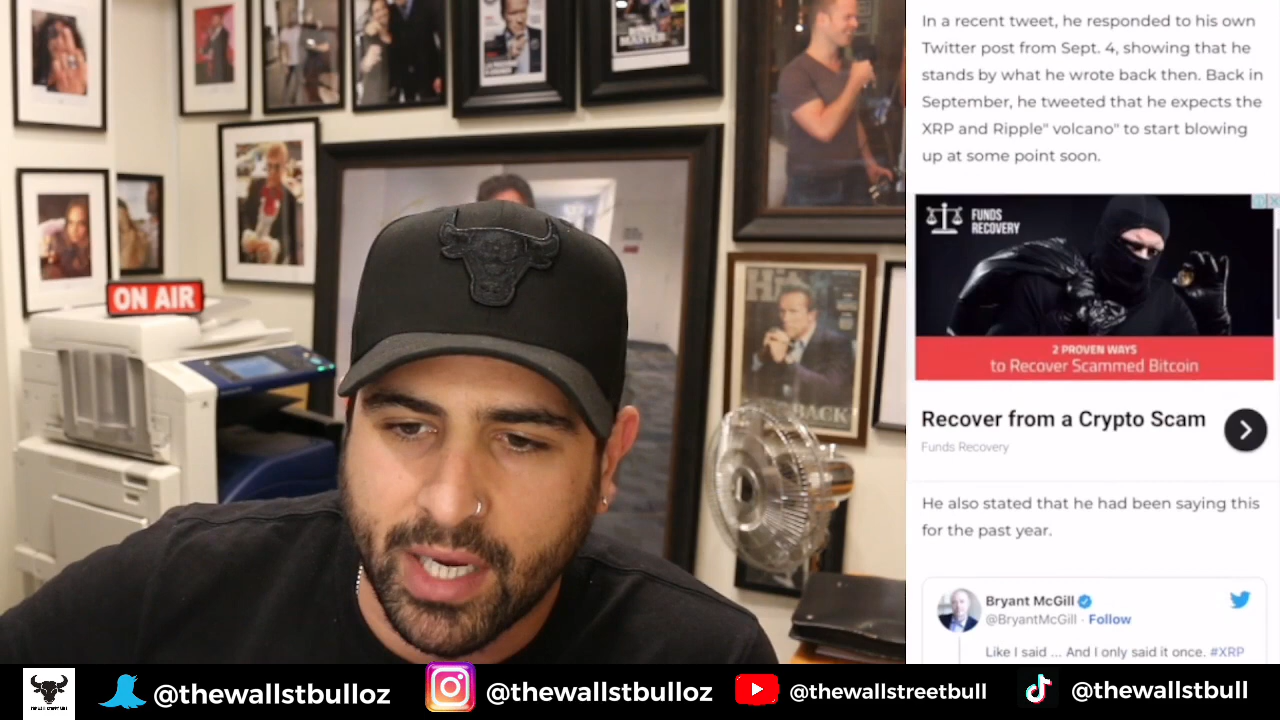 ON AIR
BACK
In a recent tweet, he responded to his own
Twitter post from Sept. 4, showing that he
stands by what he wrote back then. Back in
September, he tweeted that he expects the
XRP and Ripple" volcano" to start blowing
up at some point soon.
FUNDS
RECOVERY
2 PROVEN WAYS
to Recover Scammed Bitcoin
Recover from a Crypto Scam
Funds Recovery
He also stated that he had been saying this
for the past year.
Bryant McGill
@BryantMcGill · Follow
Like I said ... And I only said it once. #XRP
@thewallstbulloz
@thewallstbulloz
@thewallstreetbull
@thewallstbull